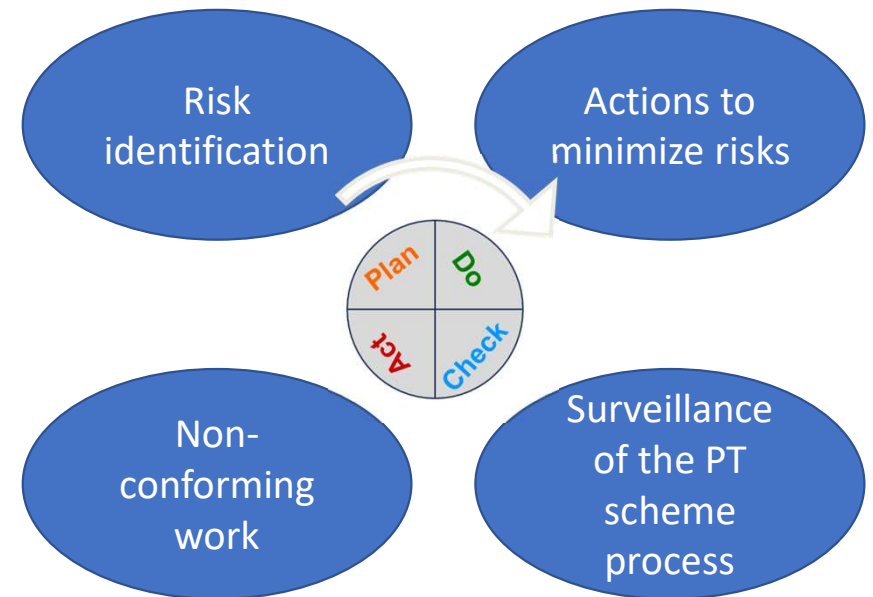 Risk
identification
Actions to
minimize risks
Plan
Do
Act
Check
Non-
conforming
work
Surveillance
of the PT
scheme
process